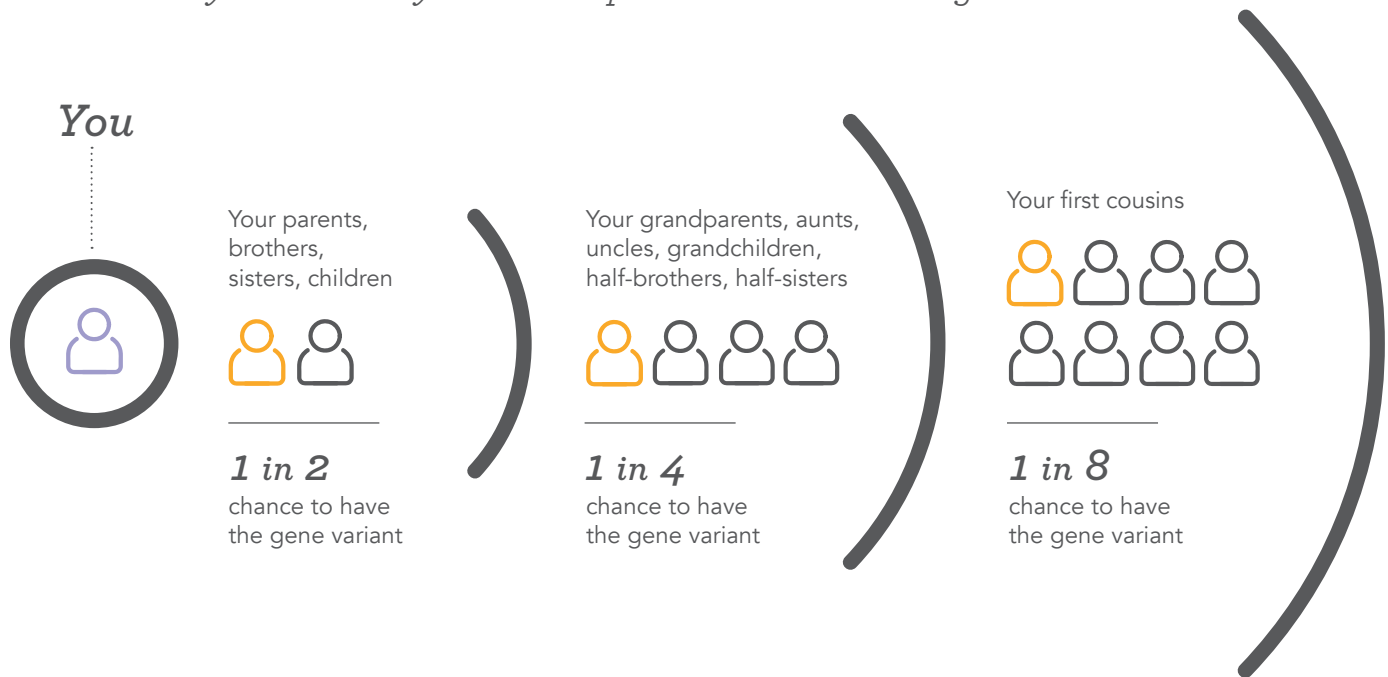 You
Your parents,
brothers,
sisters, children
1 in 2
chance to have
the gene variant
Your grandparents, aunts,
uncles, grandchildren,
half-brothers, half-sisters
1 in 4
chance to have
the gene variant
Your first cousins
1 in 8
chance to have
the gene variant